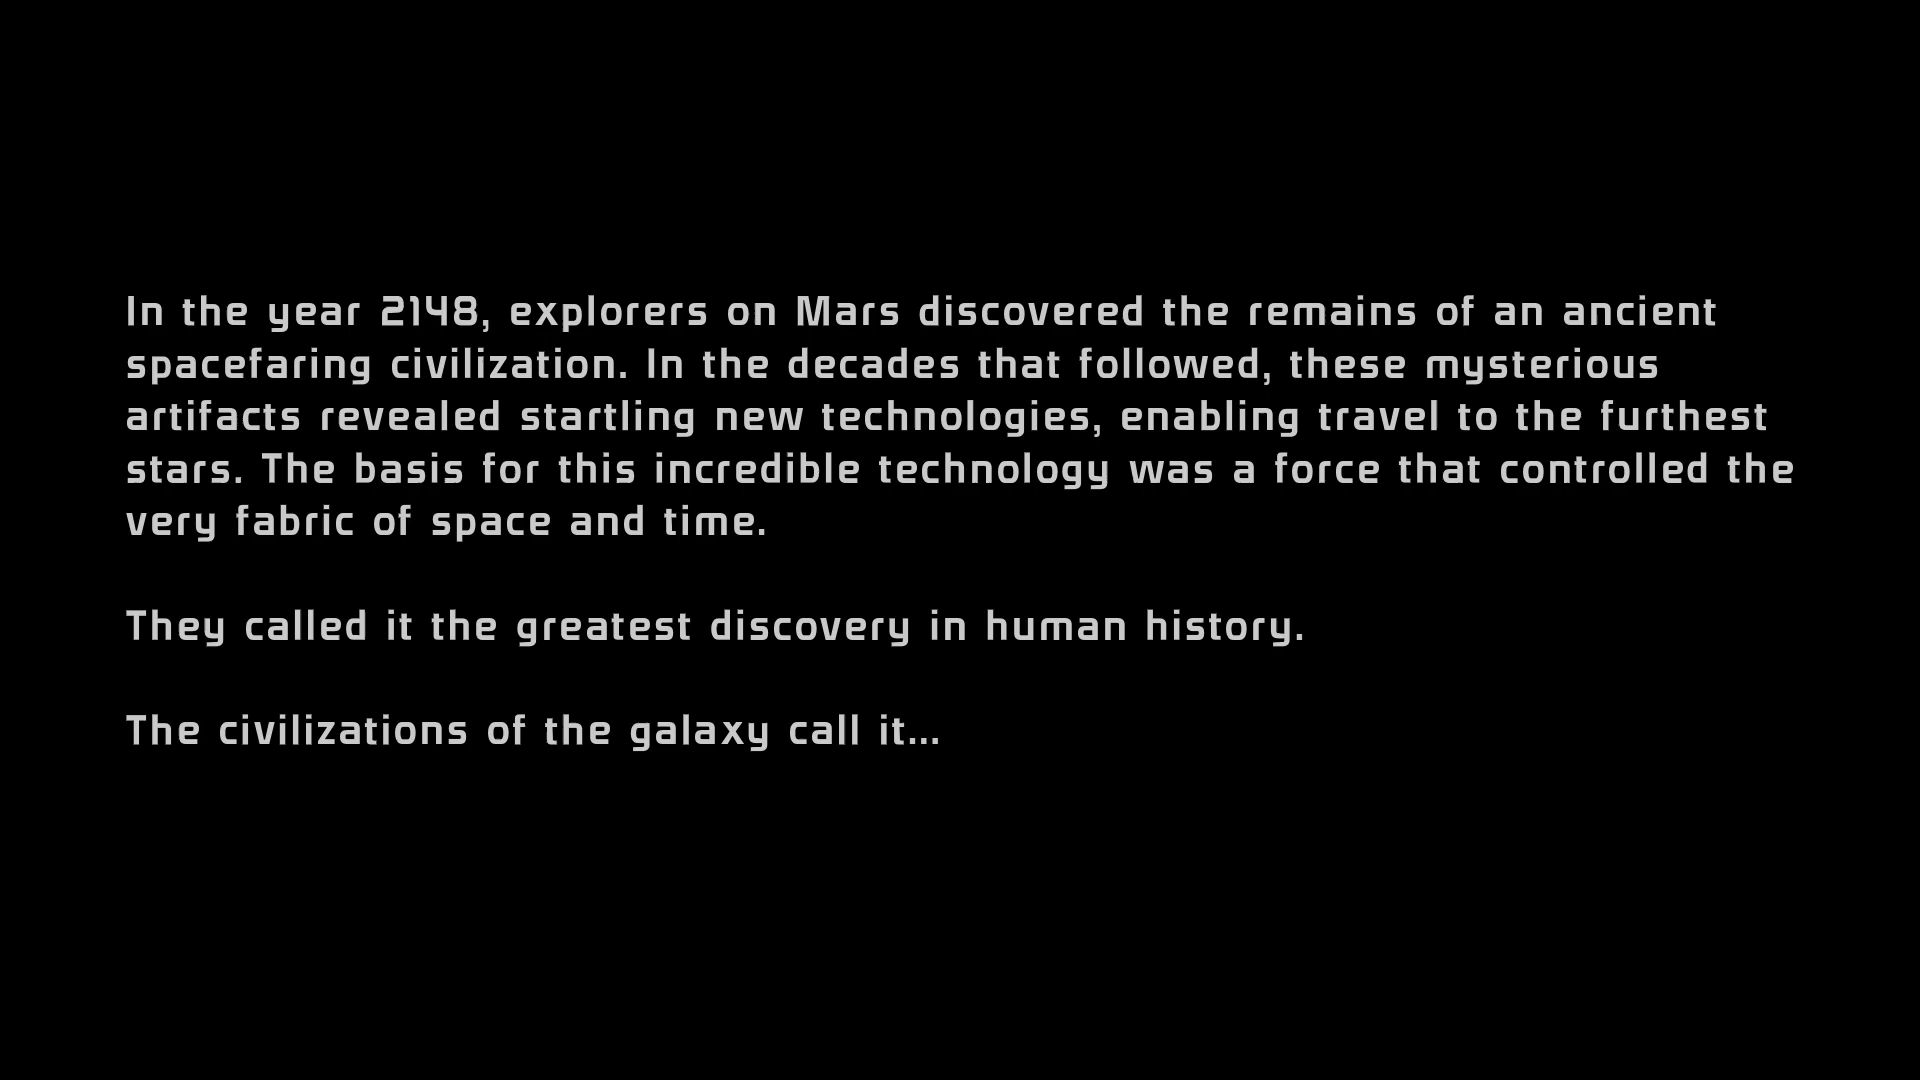 In the year 2148, explorers on Mars discovered the remains of an ancient
spacefaring civilization. In the decades that followed, these mysterious
artifacts revealed startling new technologies, enabling travel to the furthest
stars. The basis for this incredible technology was a force that controlled the
very fabric of space and time.
They called it the greatest discovery in human history.
The civilizations of the galaxy call it...